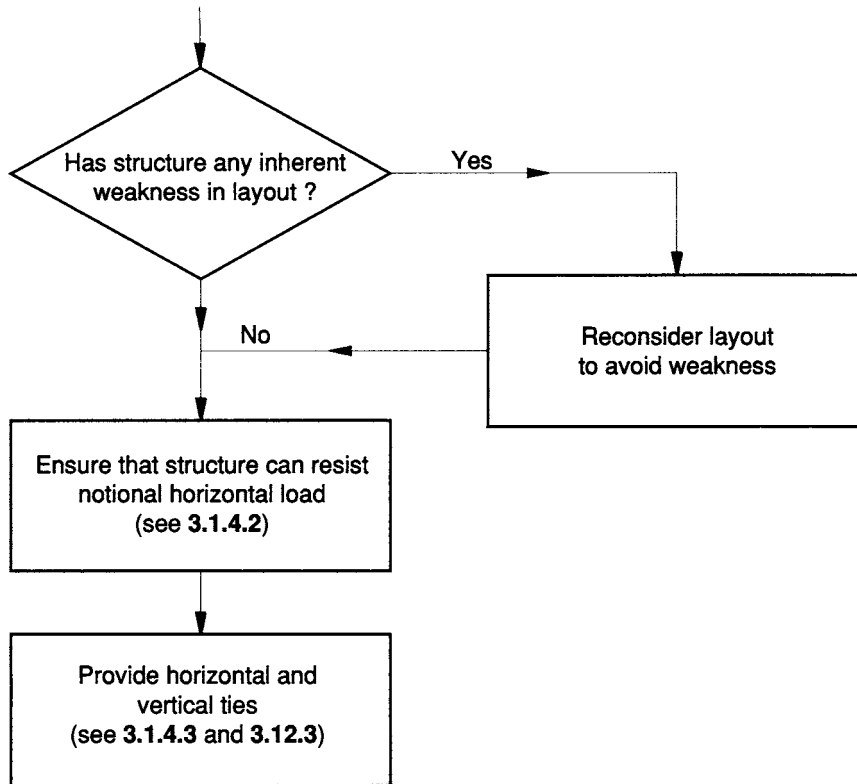 Has structure any inherent
weakness in layout ?
Yes
No
Reconsider layout
to avoid weakness
Ensure that structure can resist
notional horizontal load
(see 3.1.4.2)
Provide horizontal and
vertical ties
(see 3.1.4.3 and 3.12.3)